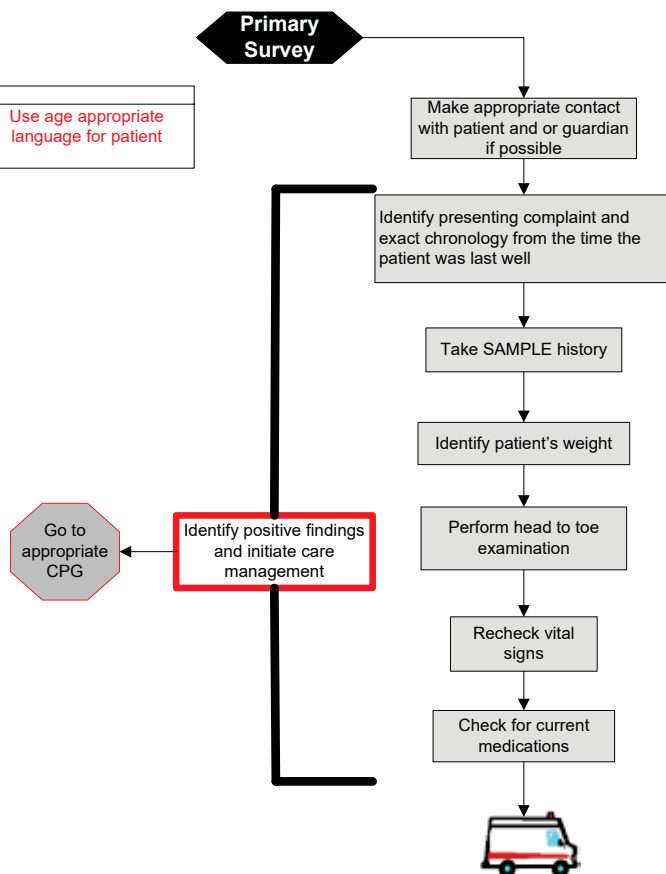 Primary
Survey
Use age appropriate
language for patient
Make appropriate contact
with patient and or guardian
if possible
Identify presenting complaint and
exact chronology from the time the
patient was last well
Take SAMPLE history
Identify patient’s weight
Go to
appropriate
CPG
Identify positive findings
and initiate care
management
Perform head to toe
examination
Recheck vital
signs
Check for current
medications